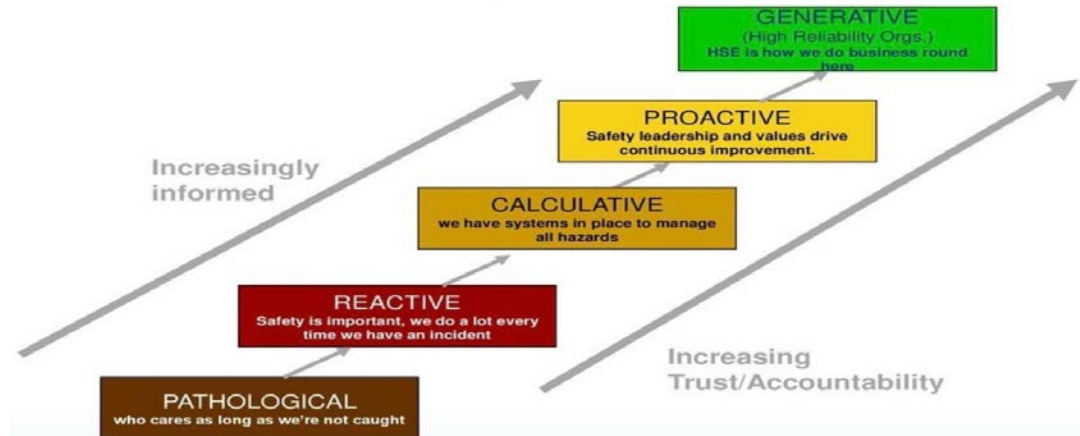 GENERATIVE
(High Reliability Orgs.)
HSE is how we do business round
here
PROACTIVE
Safety leadership and values drive
continuous improvement.
Increasingly
informed
CALCULATIVE
we have systems in place to manage
all hazards
REACTIVE
Safety is important, we do a lot every
time we have an incident
Increasing
Trust/Accountability
PATHOLOGICAL
who cares as long as we're not caught